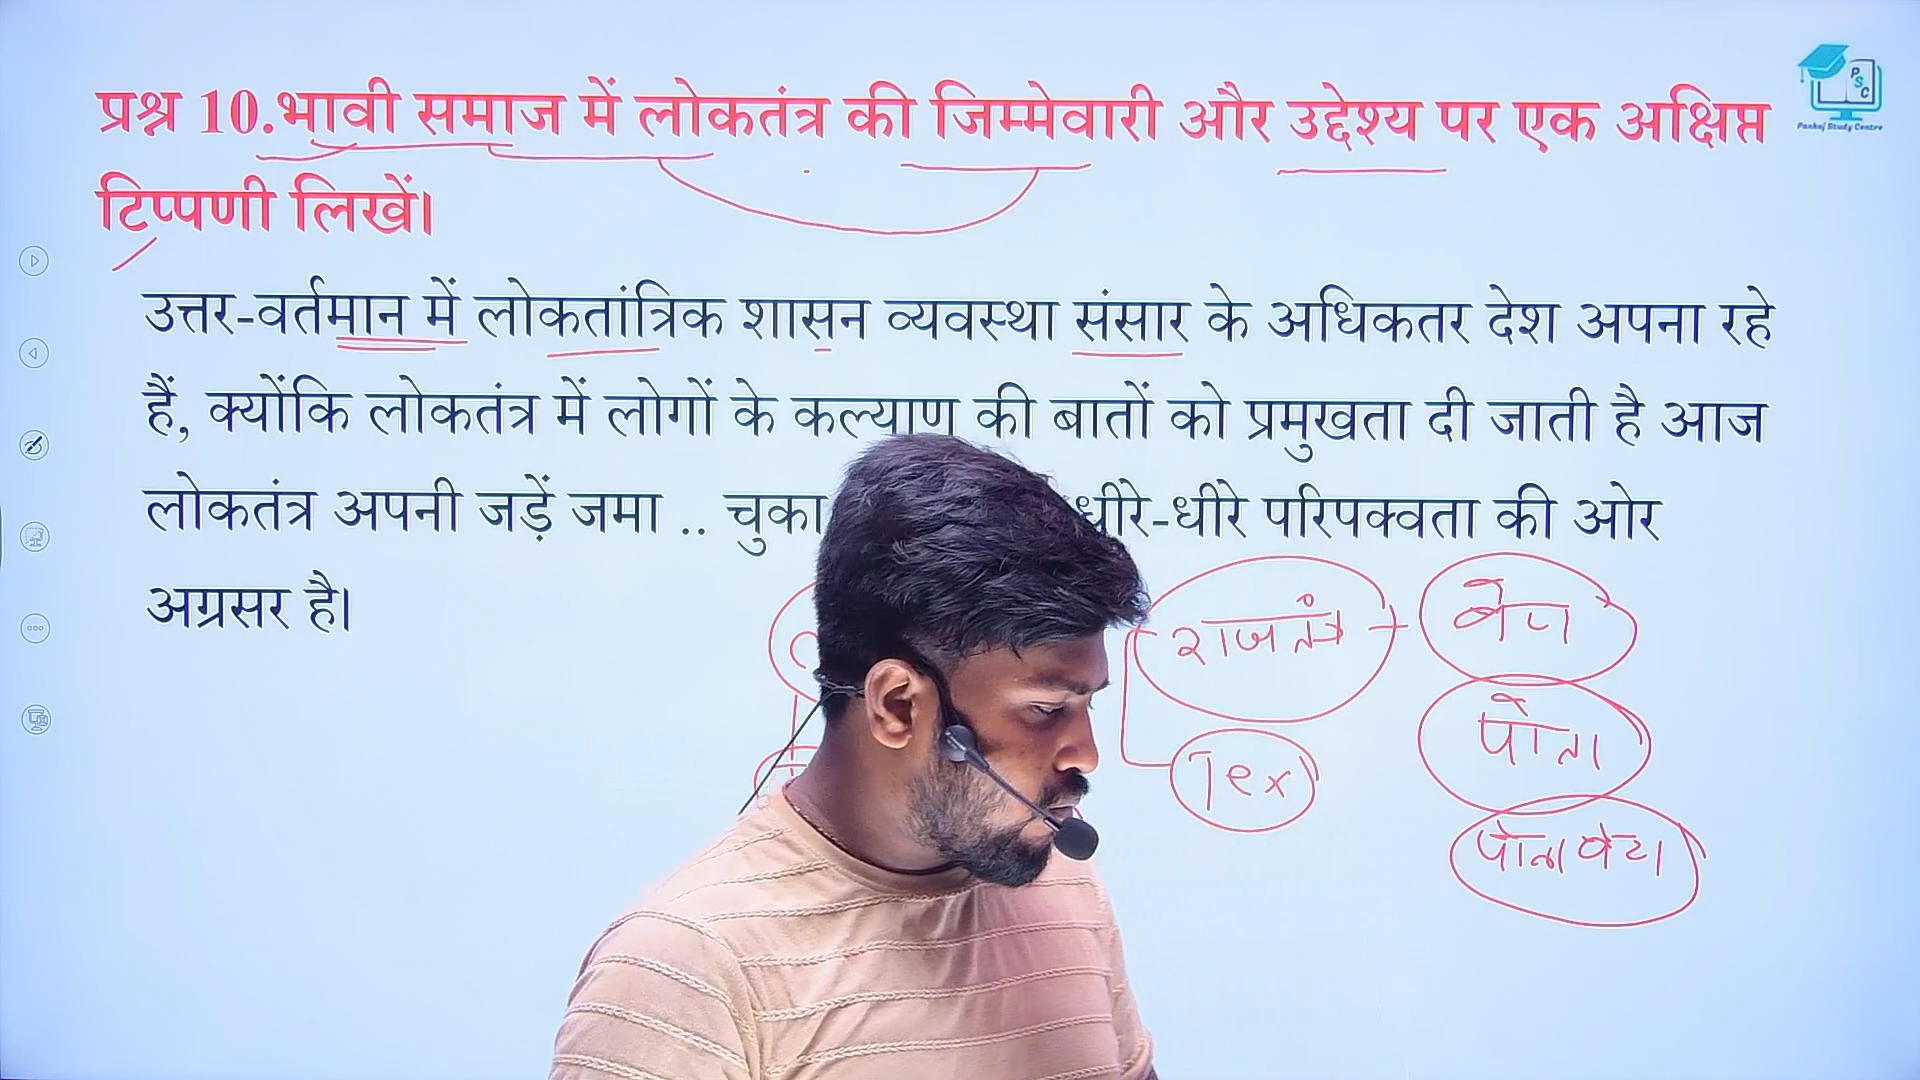 प्रश्न 10.भावी समाज में लोकतंत्र की जिम्मेवारी और उद्देश्य पर एक अक्षिप्त
टिप्पणी लिखें।
PSC
Pankaj Study Centre
उत्तर-वर्तमान में लोकतांत्रिक शासन व्यवस्था संसार के अधिकतर देश अपना रहे
हैं, क्योंकि लोकतंत्र में लोगों के कल्याण की बातों को प्रमुखता दी जाती है आज
लोकतंत्र अपनी जड़ें जमा .. चुका धीरे-धीरे परिपक्वता की ओर
अग्रसर है।
राजतंत्र
पोता
Tex